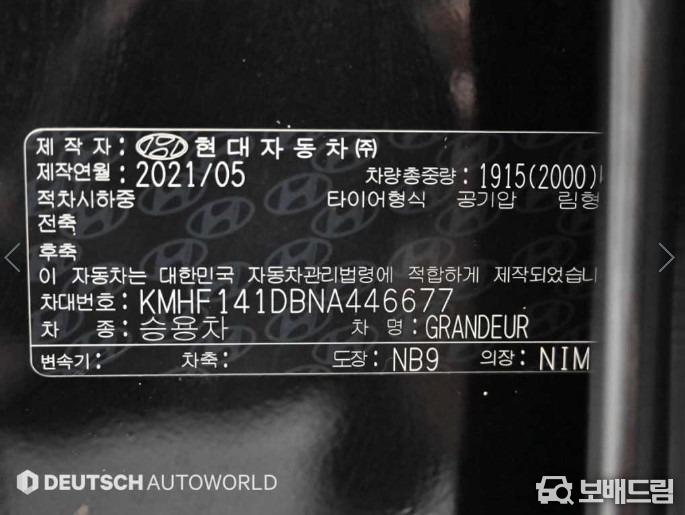 제 작 자 : 현대자동차㈜
제작연월 : 2021/05 차량총중량 : 1915(2000)
적차시하중 타이어형식 공기압 림형
전축
후축
이 자동차는 대한민국 자동차관리법령에 적합하게 제작되었습니
차대번호 : KMHF141DBNA446677
차 종 : 승용차 차 명 : GRANDEUR
변속기 : 차축 : 도장 : NB9 의장 : NIM
DEUTSCH AUTOWORLD
보배드림